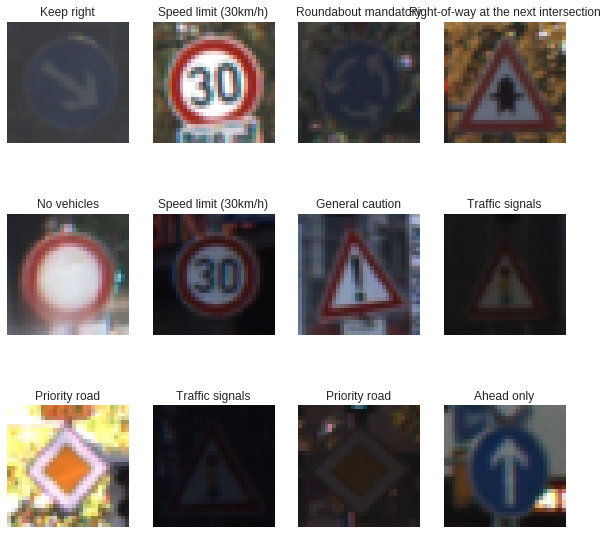 Keep right
Speed limit (30km/h)
Roundabout mandatory
Right-of-way at the next intersection
30
No vehicles
Speed limit (30km/h)
General caution
Traffic signals
30
Priority road
Traffic signals
Priority road
Ahead only